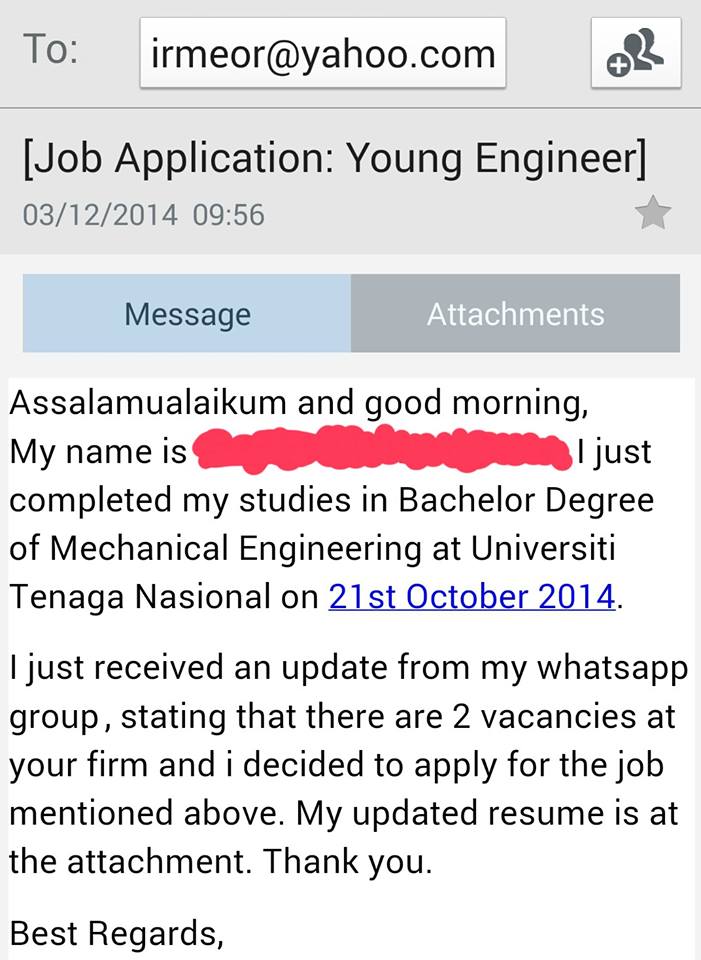 To: irmeor@yahoo.com
[Job Application: Young Engineer]
03/12/2014 09:56
Message Attachments
Assalamualaikum and good morning,
My name is I just
completed my studies in Bachelor Degree
of Mechanical Engineering at Universiti
Tenaga Nasional on 21st October 2014.
I just received an update from my whatsapp
group, stating that there are 2 vacancies at
your firm and i decided to apply for the job
mentioned above. My updated resume is at
the attachment. Thank you.
Best Regards,